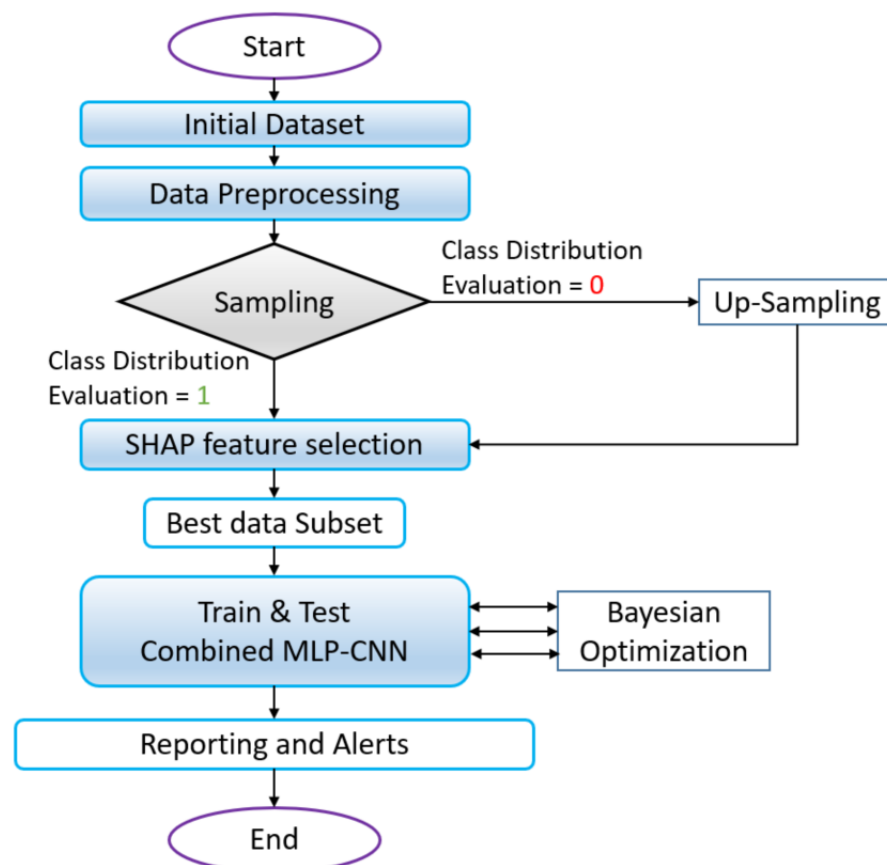 Start
Initial Dataset
Data Preprocessing
Class Distribution
Evaluation = 0
Sampling
Up-Sampling
Class Distribution
Evaluation = 1
SHAP feature selection
Best data Subset
Train & Test
Combined MLP-CNN
Bayesian
Optimization
Reporting and Alerts
End